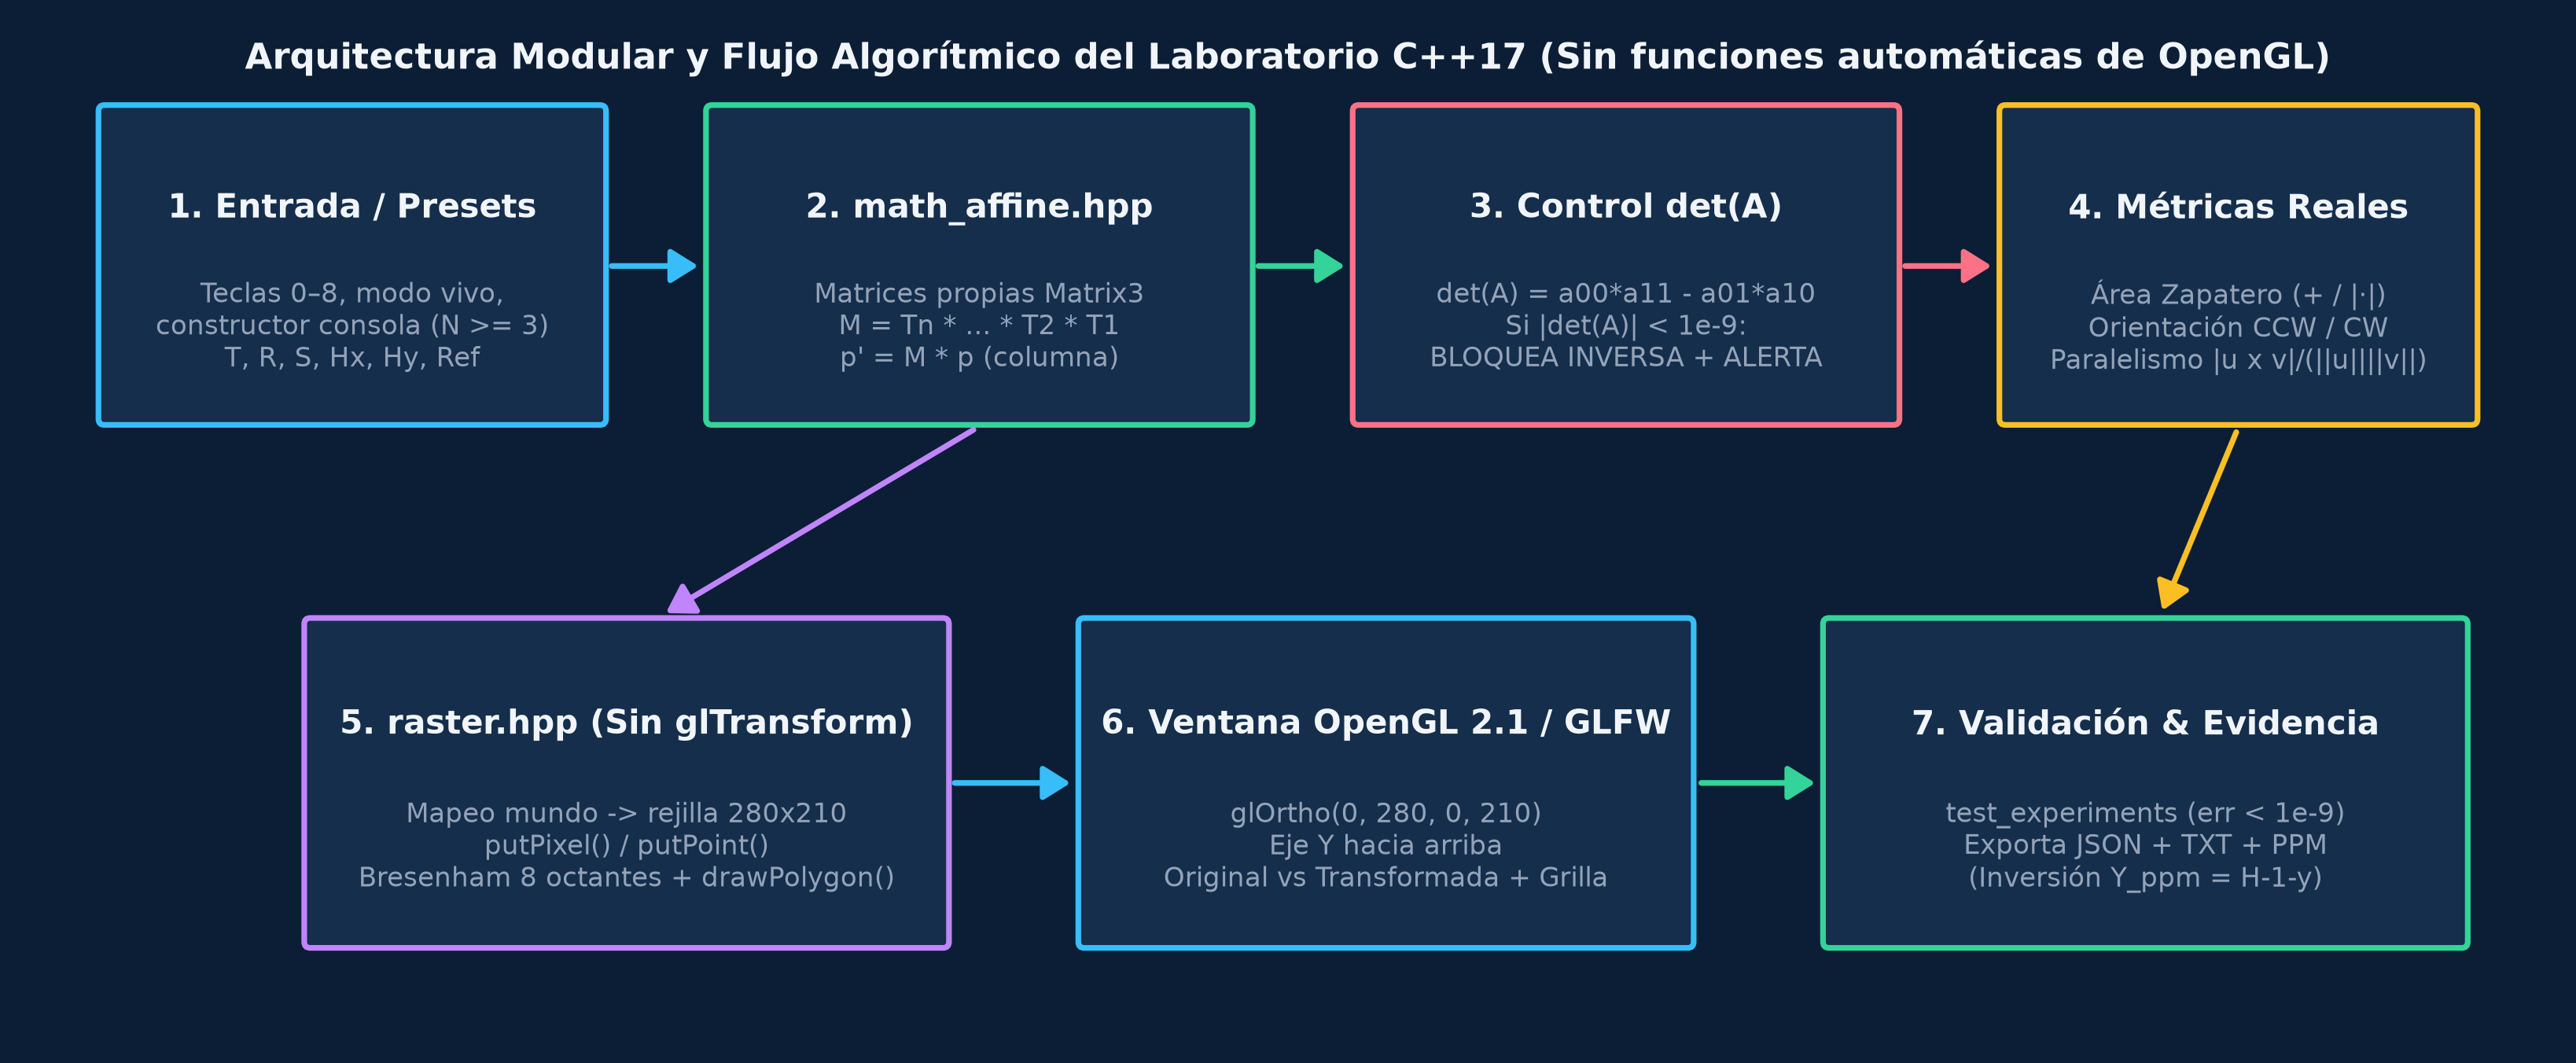 Arquitectura Modular y Flujo Algorítmico del Laboratorio C++17 (Sin funciones automáticas de OpenGL)
1. Entrada / Presets
Teclas 0–8, modo vivo,
constructor consola (N >= 3)
T, R, S, Hx, Hy, Ref
2. math_affine.hpp
Matrices propias Matrix3
M = Tn * ... * T2 * T1
p' = M * p (columna)
3. Control det(A)
det(A) = a00*a11 - a01*a10
Si |det(A)| < 1e-9:
BLOQUEA INVERSA + ALERTA
4. Métricas Reales
Área Zapatero (+ / |·|)
Orientación CCW / CW
Paralelismo |u x v|/(||u||||v||)
5. raster.hpp (Sin glTransform)
Mapeo mundo -> rejilla 280x210
putPixel() / putPoint()
Bresenham 8 octantes + drawPolygon()
6. Ventana OpenGL 2.1 / GLFW
glOrtho(0, 280, 0, 210)
Eje Y hacia arriba
Original vs Transformada + Grilla
7. Validación & Evidencia
test_experiments (err < 1e-9)
Exporta JSON + TXT + PPM
(Inversión Y_ppm = H-1-y)